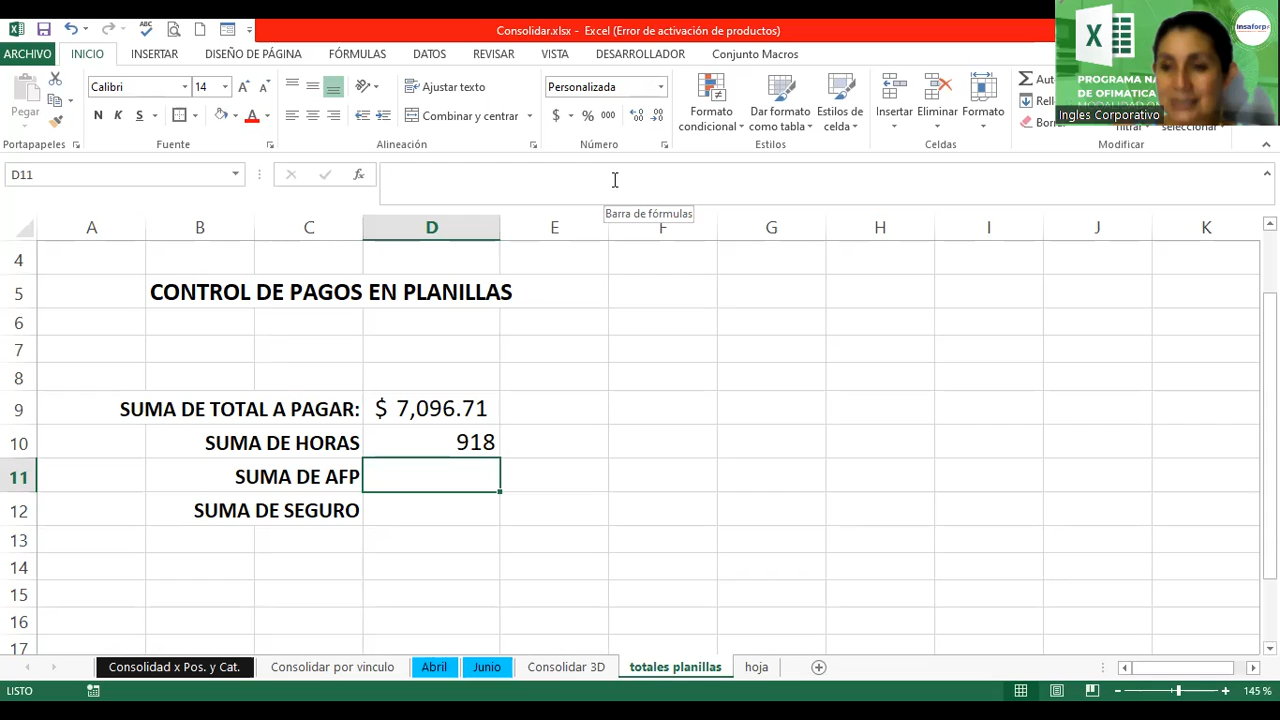 Consolidar.xlsx - Excel (Error de activación de productos)
ARCHIVO INICIO INSERTAR DISEÑO DE PÁGINA FÓRMULAS DATOS REVISAR VISTA DESARROLLADOR Conjunto Macros
Pegar
Portapapeles
Calibri 14
N K S
Fuente
Ajustar texto
Combinar y centrar
Alineación
Personalizada
$ % 000
Número
Formato condicional
Dar formato como tabla
Estilos de celda
Estilos
Insertar
Eliminar
Formato
Celdas
Modificar
PROGRAMA NA
DE OFIMÁTICA
Ingles Corporativo
insaforp
D11
fx
Barra de fórmulas
A B C D E F G H I J K
4
5 CONTROL DE PAGOS EN PLANILLAS
6
7
8
9 SUMA DE TOTAL A PAGAR: $ 7,096.71
10 SUMA DE HORAS 918
11 SUMA DE AFP
12 SUMA DE SEGURO
13
14
15
16
17
Consolidad x Pos. y Cat. Consolidar por vinculo Abril Junio Consolidar 3D totales planillas hoja
LISTO
145 %